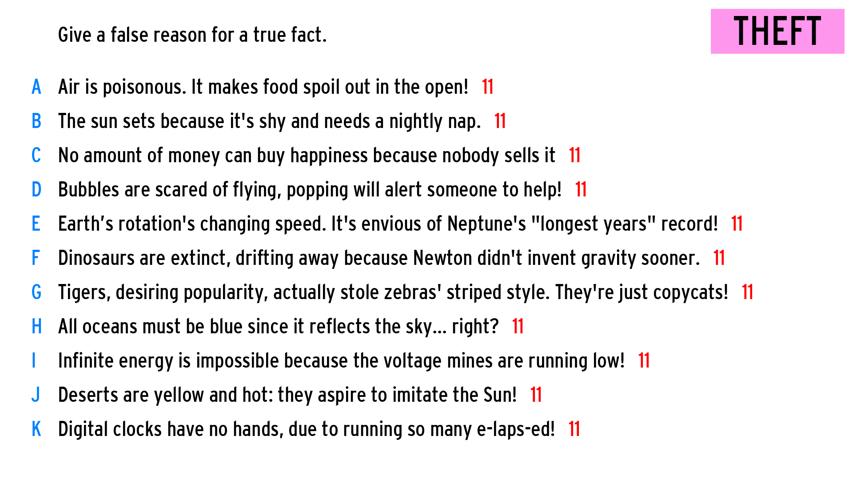 Give a false reason for a true fact.
THEFT
A Air is poisonous. It makes food spoil out in the open! 11
B The sun sets because it's shy and needs a nightly nap. 11
C No amount of money can buy happiness because nobody sells it 11
D Bubbles are scared of flying, popping will alert someone to help! 11
E Earth’s rotation's changing speed. It's envious of Neptune's "longest years" record! 11
F Dinosaurs are extinct, drifting away because Newton didn't invent gravity sooner. 11
G Tigers, desiring popularity, actually stole zebras' striped style. They're just copycats! 11
H All oceans must be blue since it reflects the sky... right? 11
I Infinite energy is impossible because the voltage mines are running low! 11
J Deserts are yellow and hot: they aspire to imitate the Sun! 11
K Digital clocks have no hands, due to running so many e-laps-ed! 11